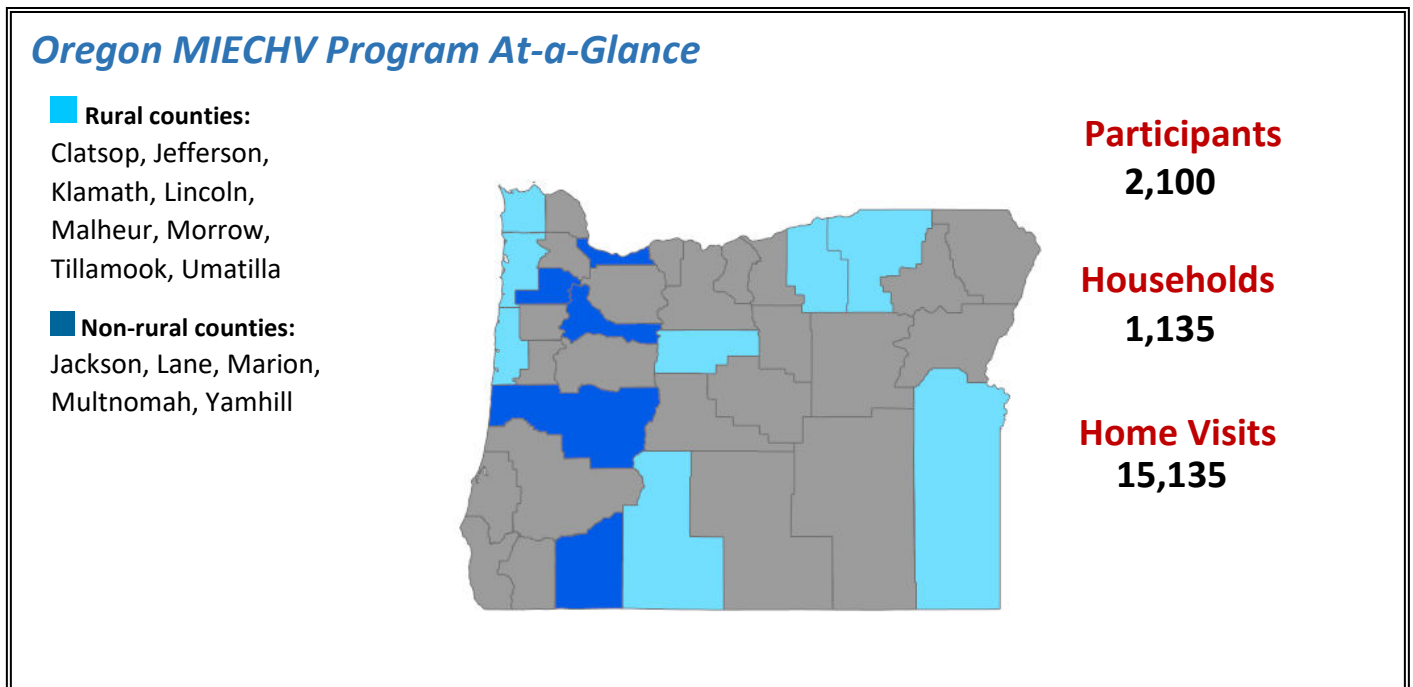 Oregon MIECHV Program At-a-Glance
Rural counties:
Clatsop, Jefferson,
Klamath, Lincoln,
Malheur, Morrow,
Tillamook, Umatilla
Non-rural counties:
Jackson, Lane, Marion,
Multnomah, Yamhill
Participants
2,100
Households
1,135
Home Visits
15,135